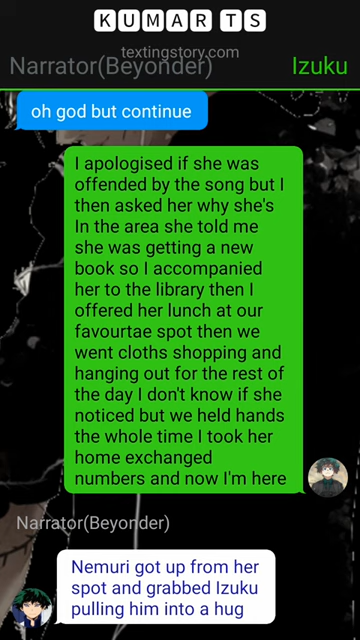 KUMAR TS
textingstory.com
Narrator(Beyonder)
Izuku
oh god but continue
I apologised if she was
offended by the song but I
then asked her why she's
In the area she told me
she was getting a new
book so I accompanied
her to the library then I
offered her lunch at our
favourtae spot then we
went cloths shopping and
hanging out for the rest of
the day I don't know if she
noticed but we held hands
the whole time I took her
home exchanged
numbers and now I'm here
Narrator(Beyonder)
Nemuri got up from her
spot and grabbed Izuku
pulling him into a hug